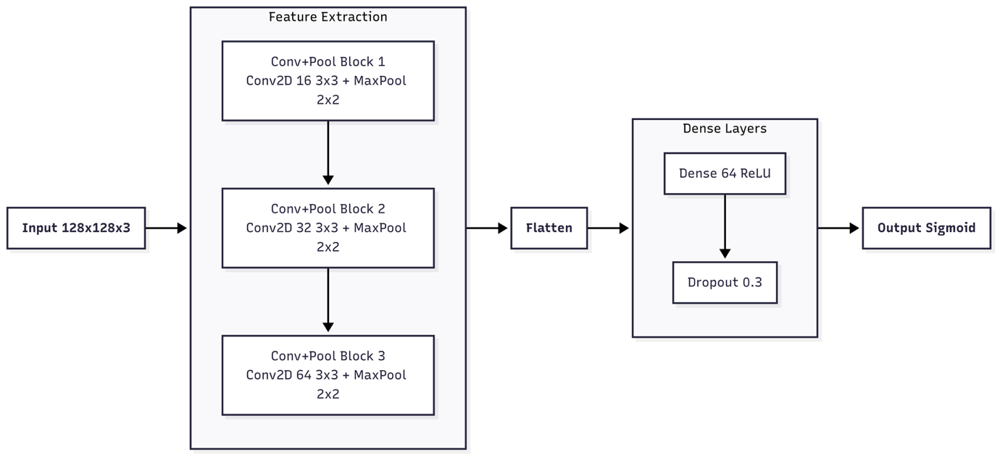 Feature Extraction
Conv+Pool Block 1
Conv2D 16 3x3 + MaxPool
2x2
Conv+Pool Block 2
Conv2D 32 3x3 + MaxPool
2x2
Conv+Pool Block 3
Conv2D 64 3x3 + MaxPool
2x2
Input 128x128x3
Flatten
Dense Layers
Dense 64 ReLU
Dropout 0.3
Output Sigmoid